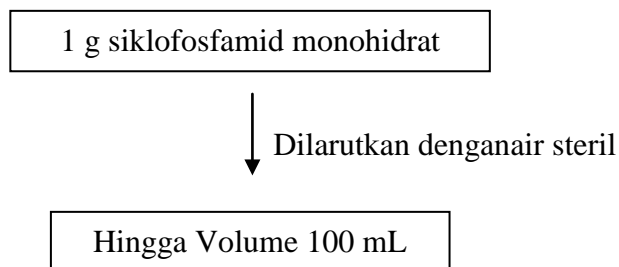 1 g siklofosfamid monohidrat
Dilarutkan denganair steril
Hingga Volume 100 mL